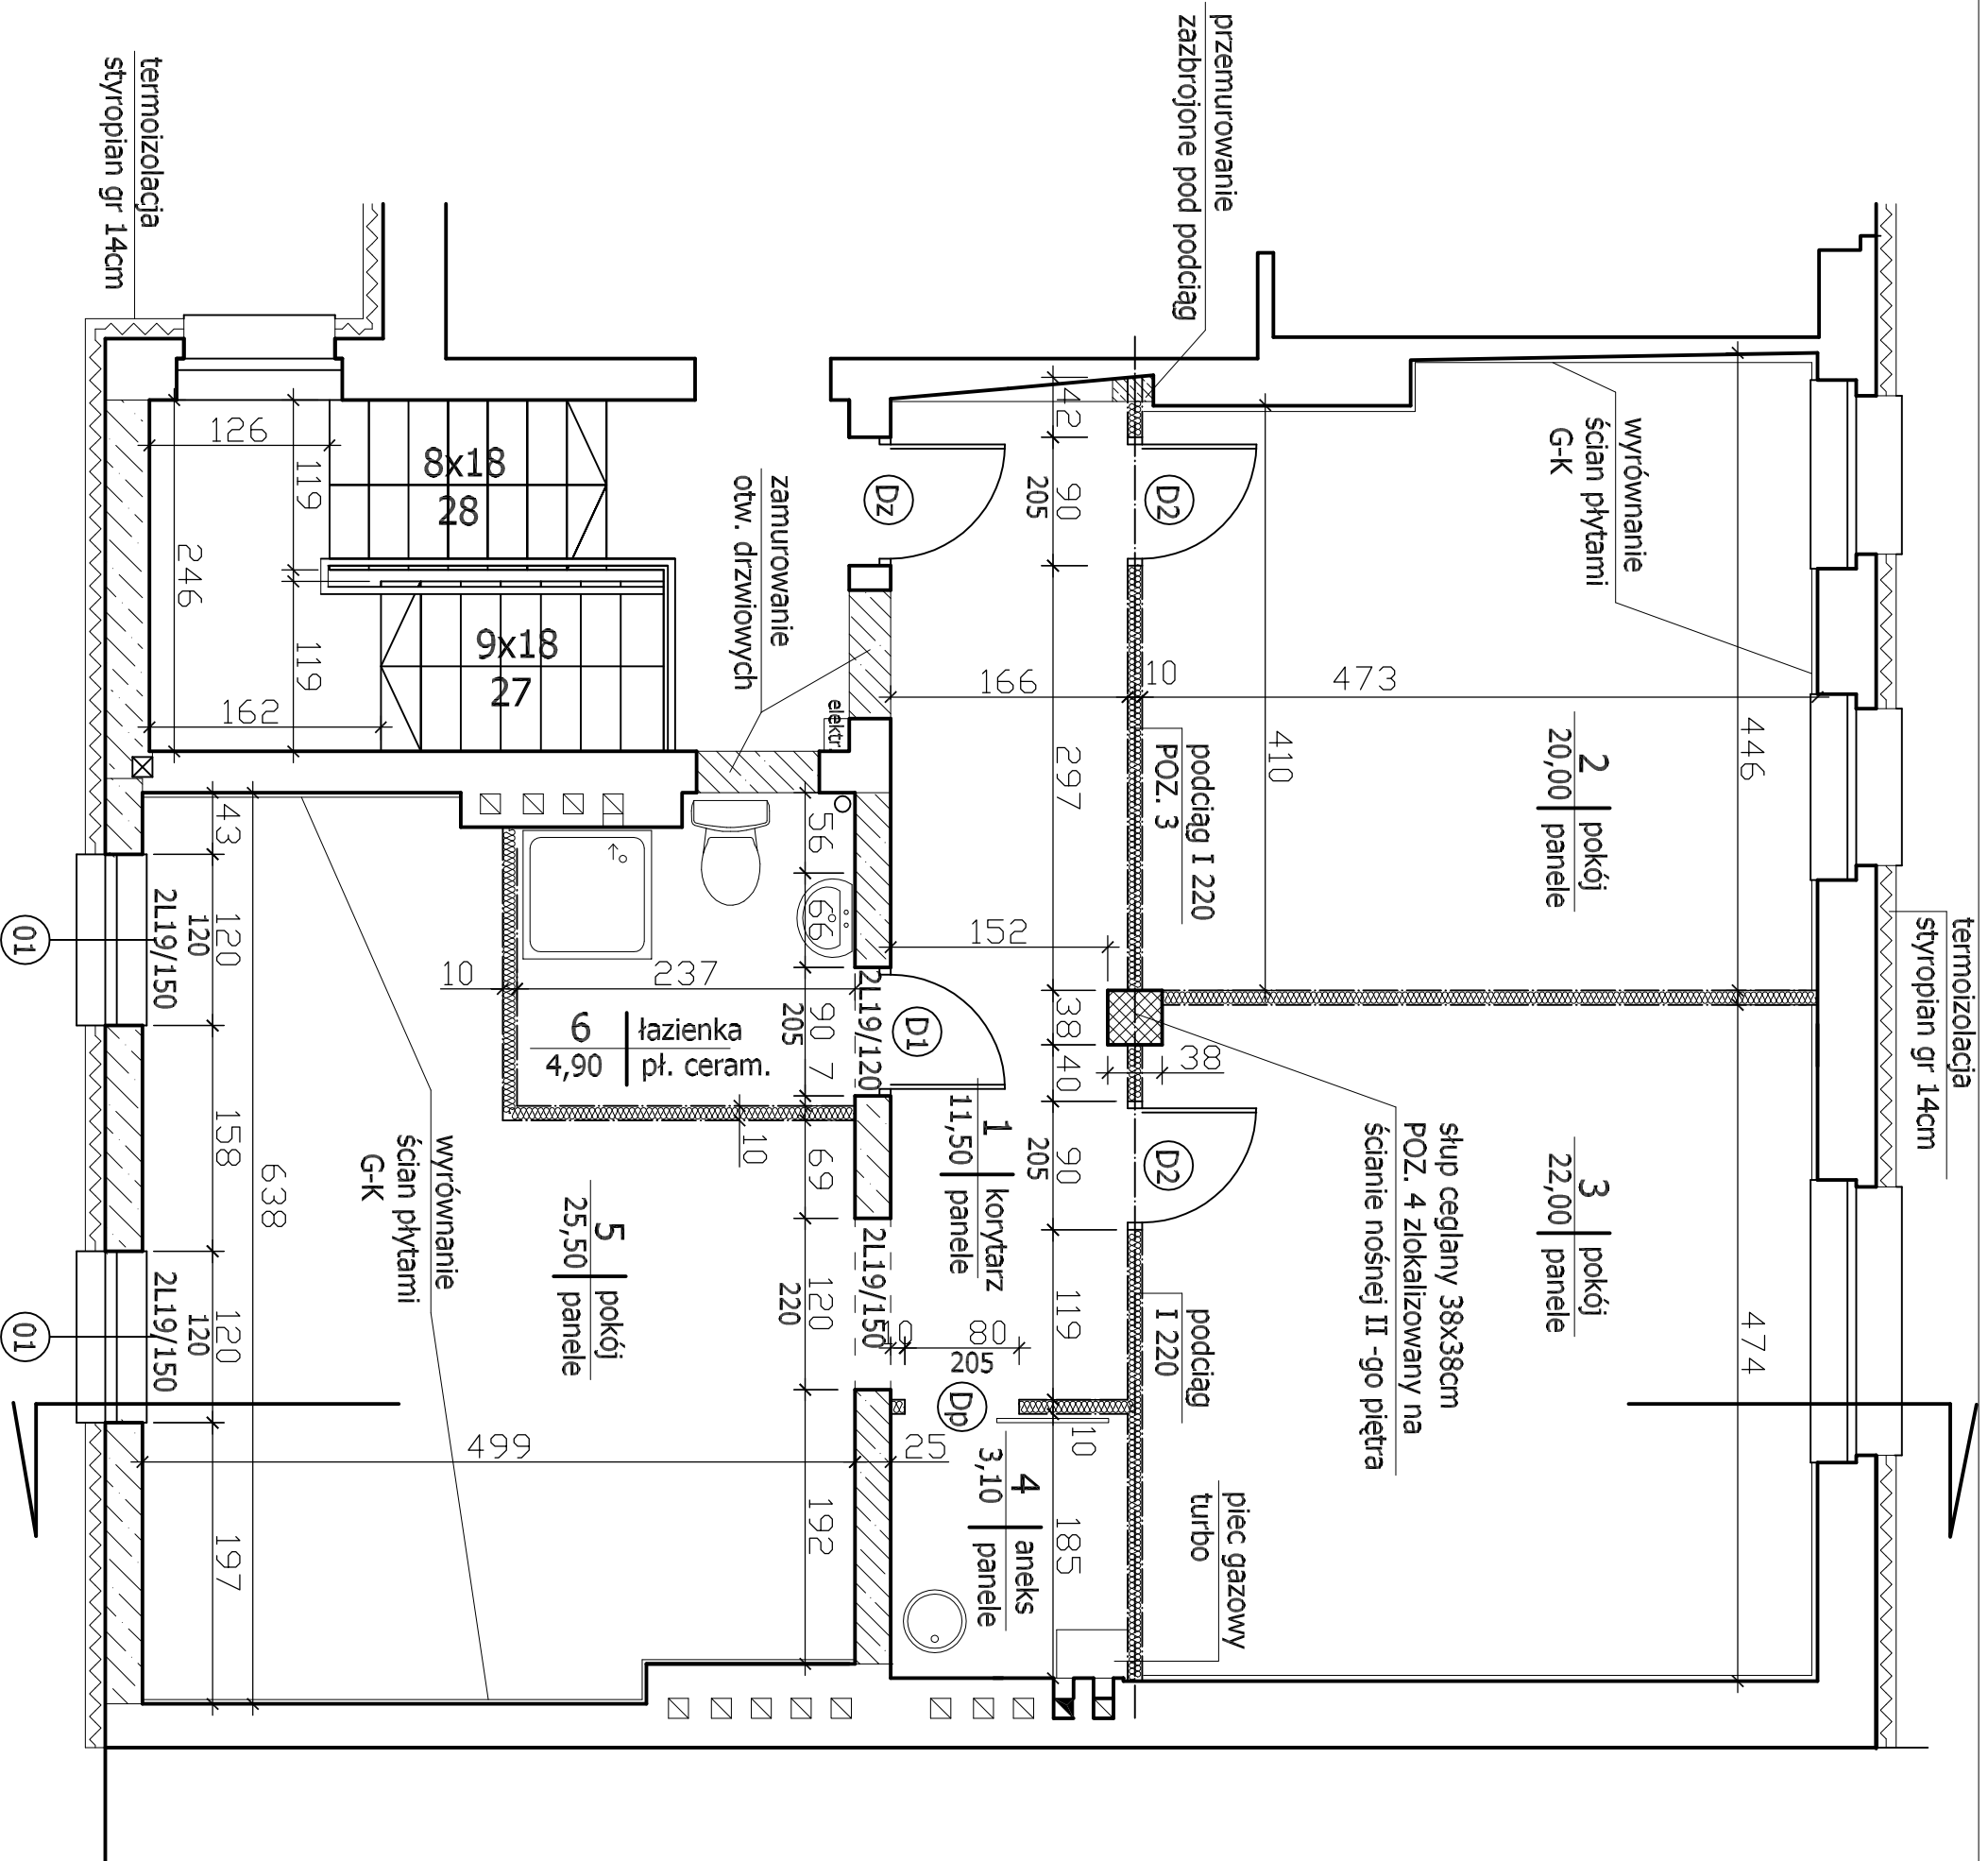 przemurowanie
zazbrojone pod podciąg
termoizolacja
styropian gr 14cm
wyrównanie
ścian płytami
G-K
termoizolacja
styropian gr 14cm
zamurowanie
otw. drzwiowych
elektr.
8x18
28
9x18
27
126
119
246
119
162
Dz
D2
42
90
205
166
10
473
446
410
297
podciąg I 220
POZ. 3
2
20,00
pokój
panele
152
38
40
38
90
205
D2
119
słup ceglany 38x38cm
POZ. 4 zlokalizowany na
ścianie nośnej II -go piętra
3
22,00
pokój
panele
474
podciąg
I 220
piec gazowy
turbo
1
11,50
korytarz
panele
D1
10
80
205
Dp
10
185
4
3,10
aneks
panele
25
499
56
66
90
205
7
69
120
220
192
2L19/120
2L19/150
237
10
10
6
4,90
łazienka
pł. ceram.
5
25,50
pokój
panele
wyrównanie
ścian płytami
G-K
43
120
120
2L19/150
158
638
120
120
2L19/150
197
01
01